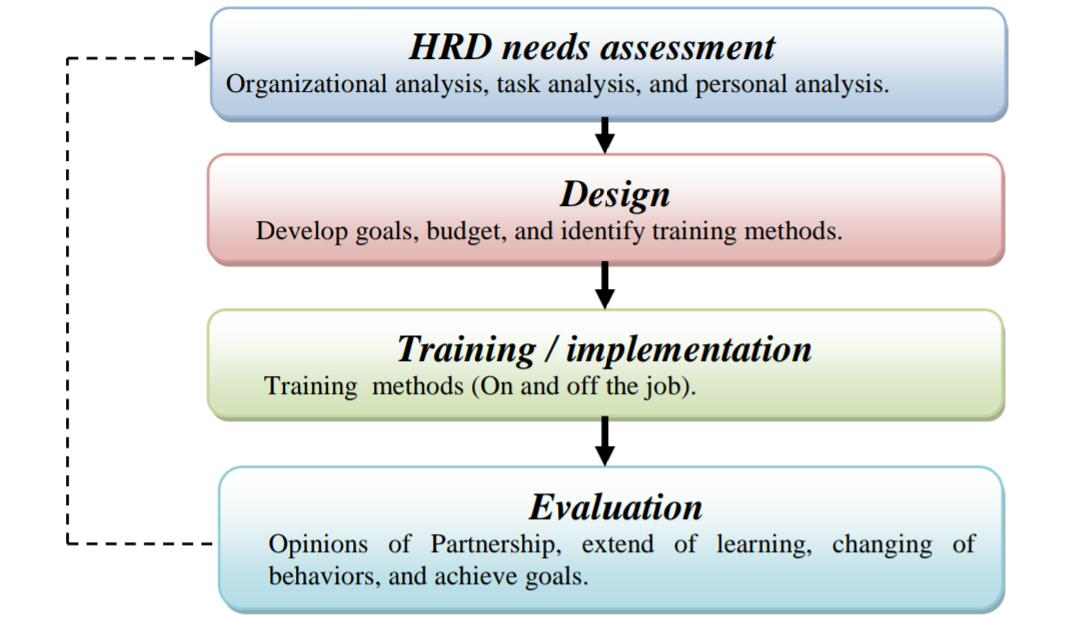 HRD needs assessment
Organizational analysis, task analysis, and personal analysis.
Design
Develop goals, budget, and identify training methods.
Training / implementation
Training methods (On and off the job).
Evaluation
Opinions of Partnership, extend of learning, changing of
behaviors, and achieve goals.